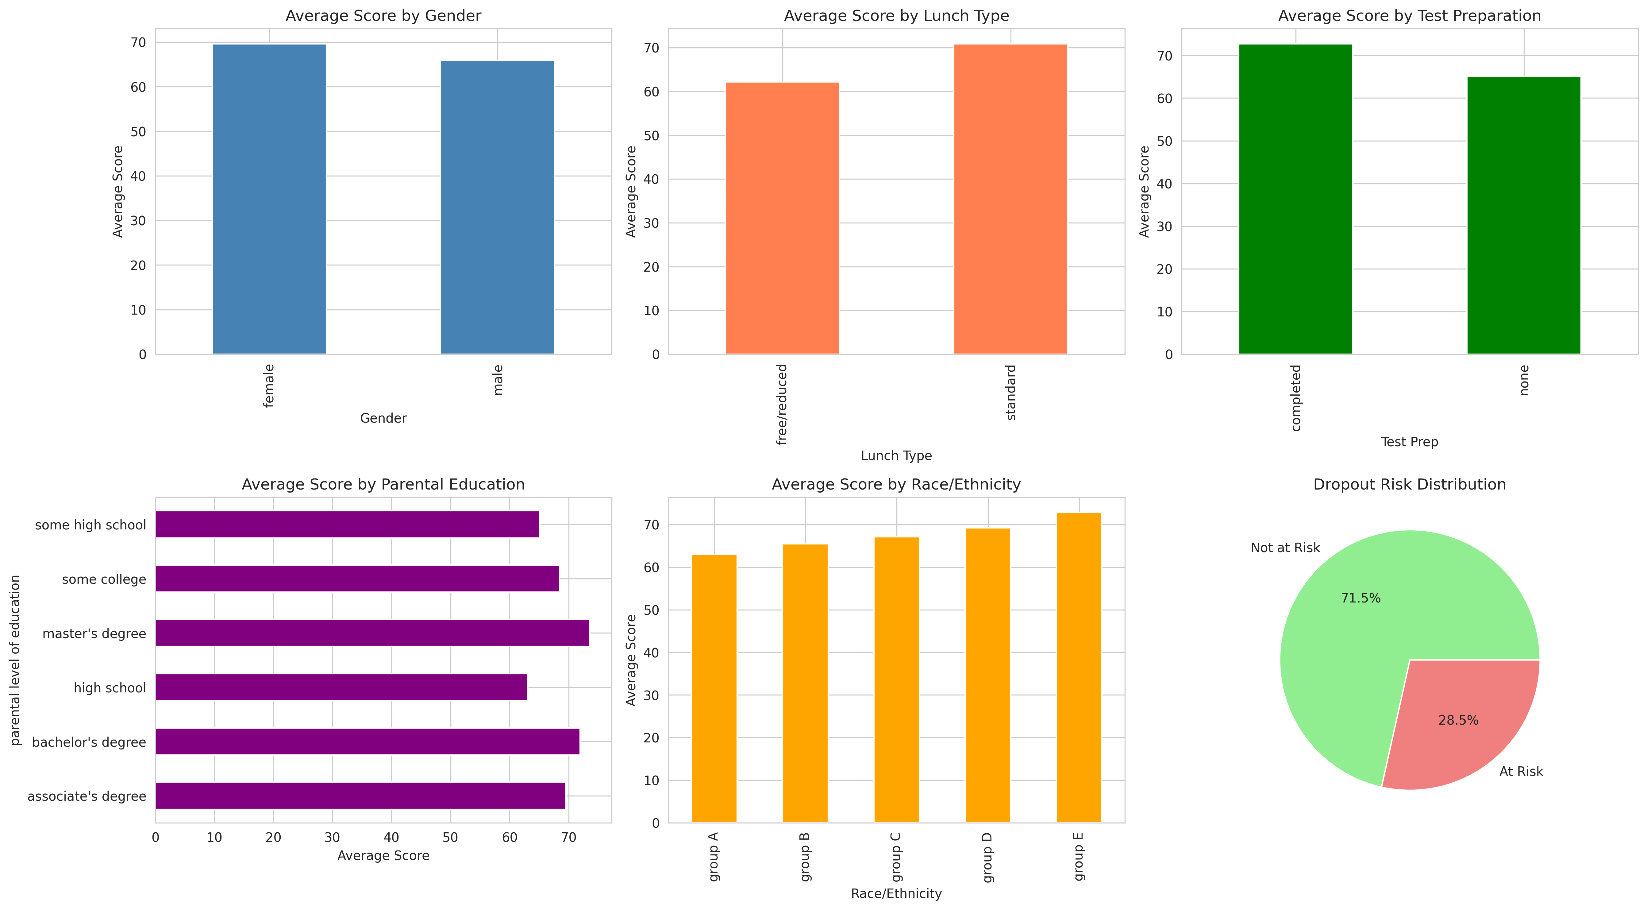 Average Score by Gender
70
60
50
40
30
20
10
0
Average Score
female
male
Gender
Average Score by Lunch Type
70
60
50
40
30
20
10
0
Average Score
free/reduced
standard
Lunch Type
Average Score by Test Preparation
70
60
50
40
30
20
10
0
Average Score
completed
none
Test Prep
Average Score by Parental Education
parental level of education
some high school
some college
master's degree
high school
bachelor's degree
associate's degree
0 10 20 30 40 50 60 70
Average Score
Average Score by Race/Ethnicity
70
60
50
40
30
20
10
0
Average Score
group A
group B
group C
group D
group E
Race/Ethnicity
Dropout Risk Distribution
Not at Risk
71.5%
28.5%
At Risk